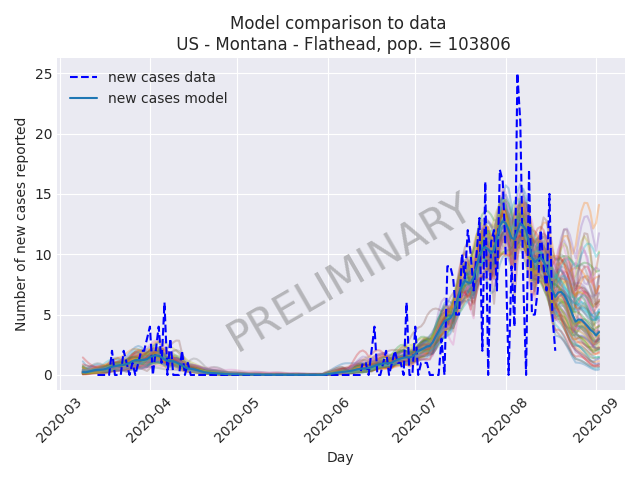 Model comparison to data
US - Montana - Flathead, pop. = 103806
new cases data
new cases model
PRELIMINARY
Number of new cases reported
25
20
15
10
5
0
2020-03
2020-04
2020-05
2020-06
2020-07
2020-08
2020-09
Day